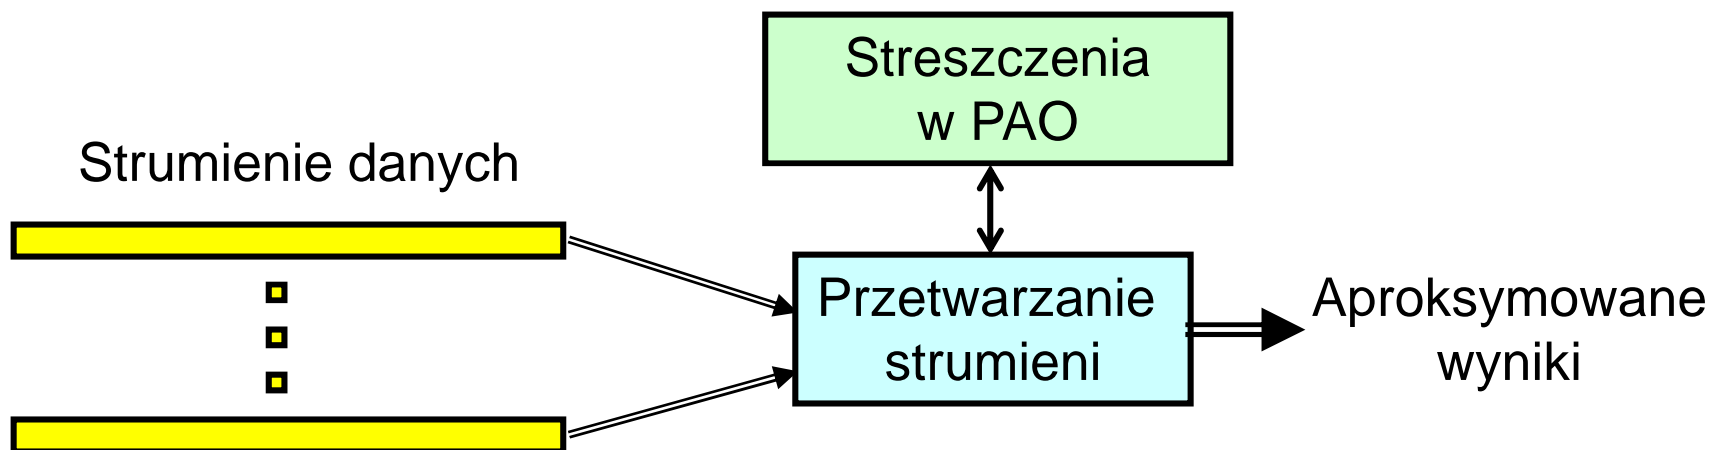 Streszczenia
w PAO
Strumienie danych
Przetwarzanie
strumieni
Aproksymowane
wyniki